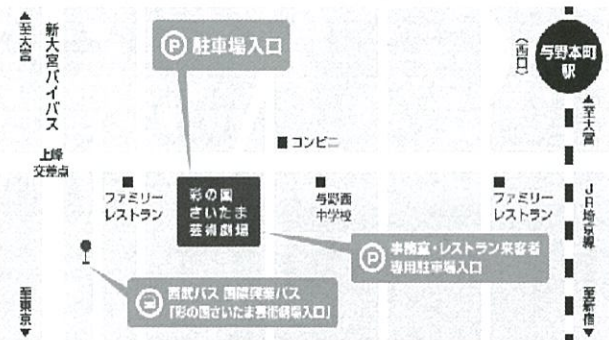 ▲至大宮
新大宮バイパス
上峰
交差点
至東京▼
P 駐車場入口
コンビニ
ファミリー
レストラン
彩の国
さいたま
芸術劇場
与野西
中学校
ファミリー
レストラン
P 事務室・レストラン来客者
専用駐車場入口
西武バス 国際興業バス
「彩の国さいたま芸術劇場入口」
(西口)
与野本町
駅
▲至大宮
JR埼京線
至新宿▼